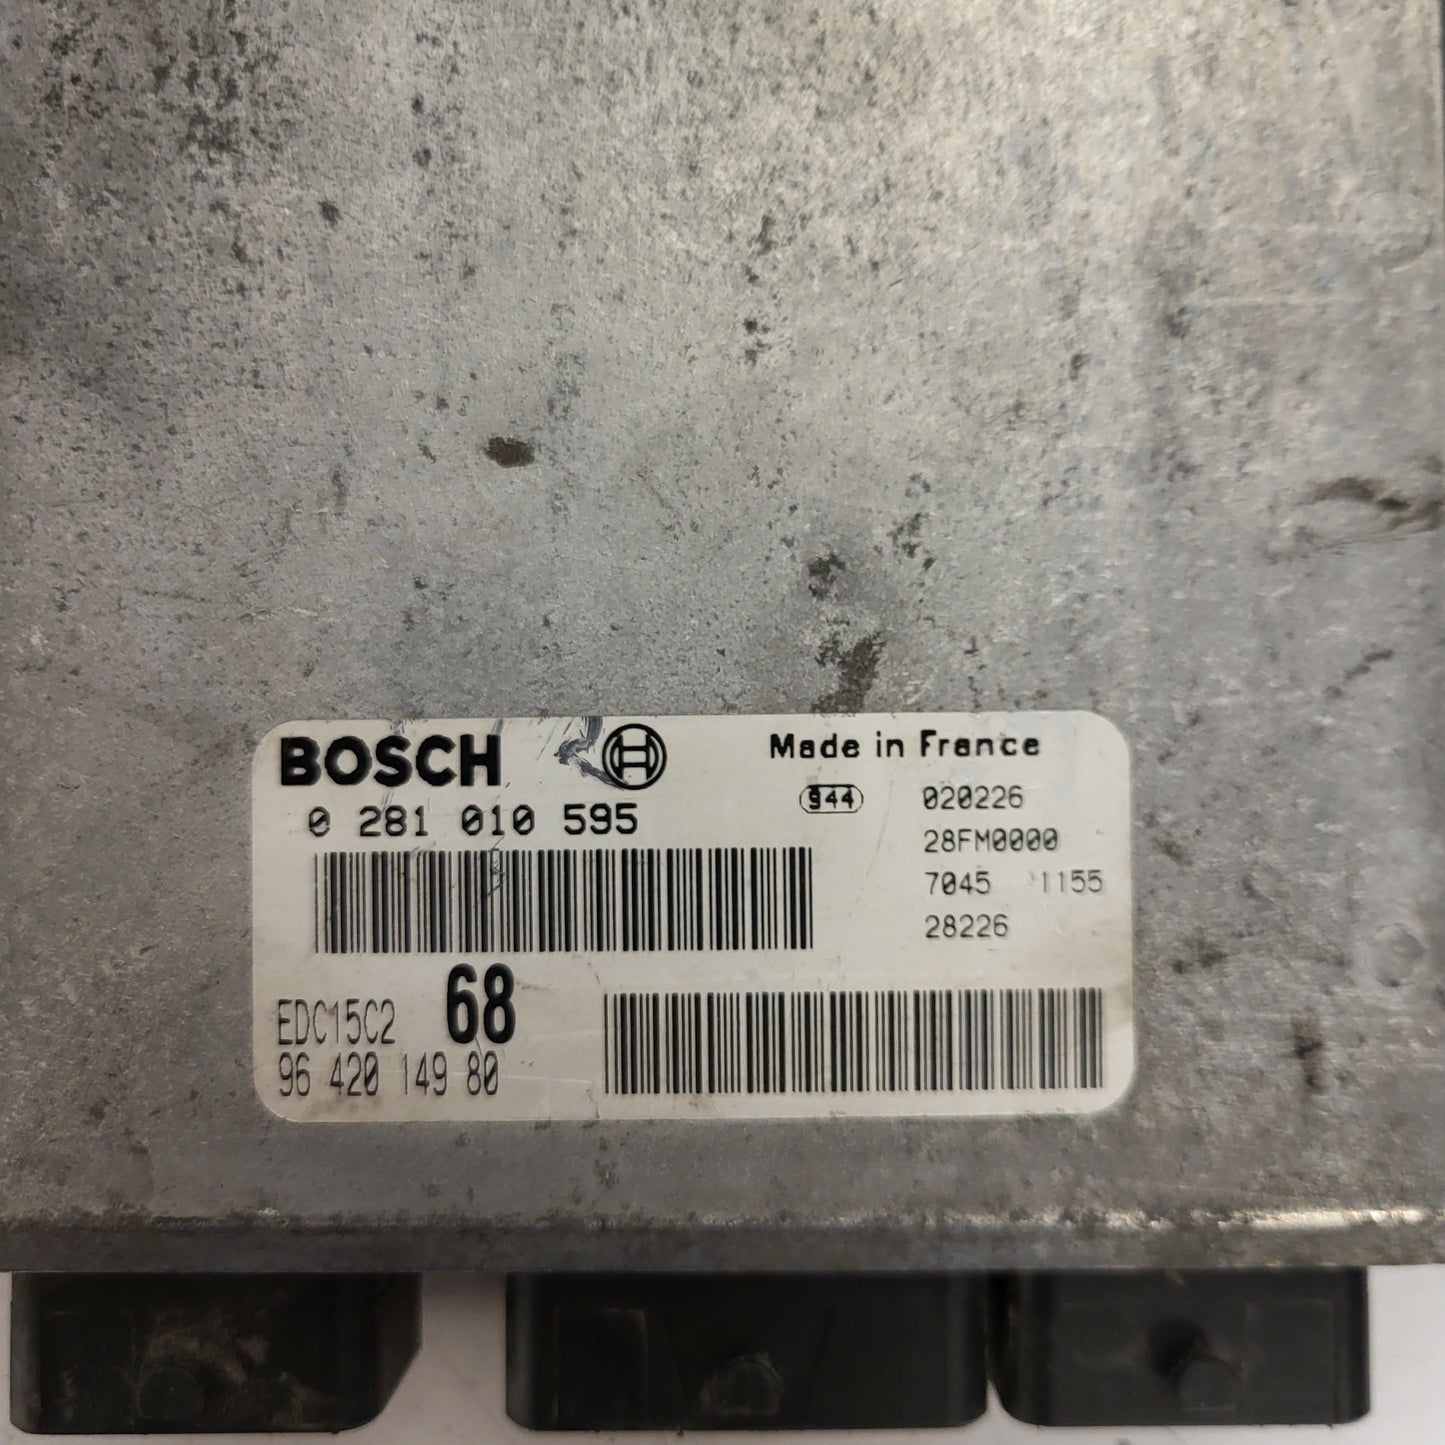 BOSCH
Made in France
0 281 010 595
944
020226
28FM0000
7045 1155
28226
EDC15C2 68
96 420 149 80